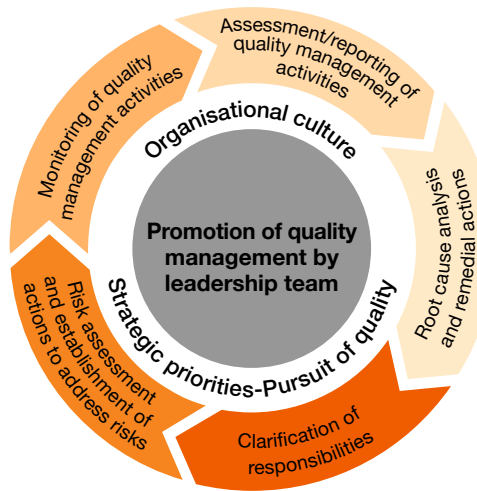 Assessment/reporting of
quality management
activities
Monitoring of quality
management activities
Organisational culture
Root cause analysis
and remedial actions
Promotion of quality
management by
leadership team
Strategic priorities-Pursuit of quality
Risk assessment
and establishment of
actions to address risks
Clarification of
responsibilities